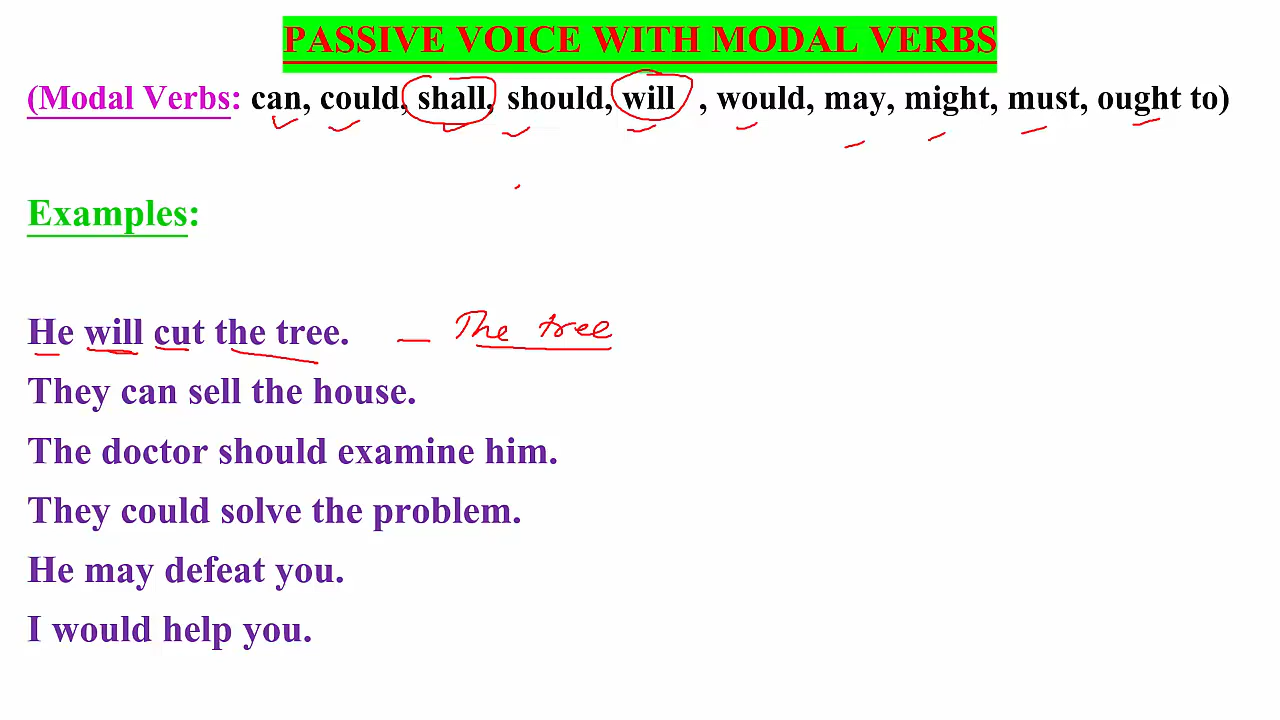 PASSIVE VOICE WITH MODAL VERBS
(Modal Verbs: can, could, shall, should, will , would, may, might, must, ought to)
Examples:
He will cut the tree. — The tree
They can sell the house.
The doctor should examine him.
They could solve the problem.
He may defeat you.
I would help you.